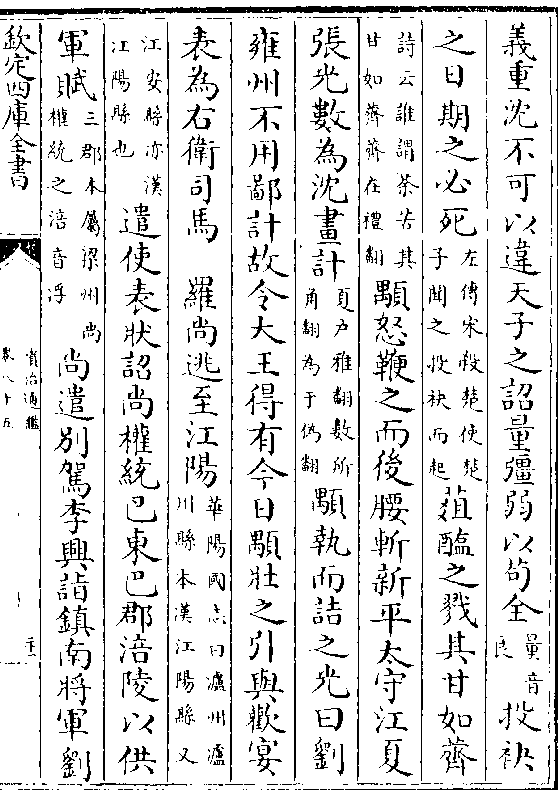 義重沈不可以違天子之詔量彊弱以茍全量音良投袂
之日期之必死左傳宋殺楚使楚子聞之投袂而起葅醢之戮其甘如薺
詩云誰謂荼苦其甘如薺薺在禮翻顒怒鞭之而後腰斬新平太守江夏
張光數為沈畫計夏户雅翻數所角翻為于偽翻顒執而詰之光曰劉
雍州不用鄙計故令大王得有今日顒壯之引與歡宴
表為右衛司馬　羅尚逃至江陽華陽國志曰瀘州瀘川縣本漢江陽縣又
江安縣亦漢江陽縣也遣使表狀詔尚權統巴東巴郡涪陵以供
軍賦三郡本屬梁州尚權統之涪音浮尚遣别駕李興詣鎮南將軍劉
欽定四庫全書
資治通鑑
卷八十五